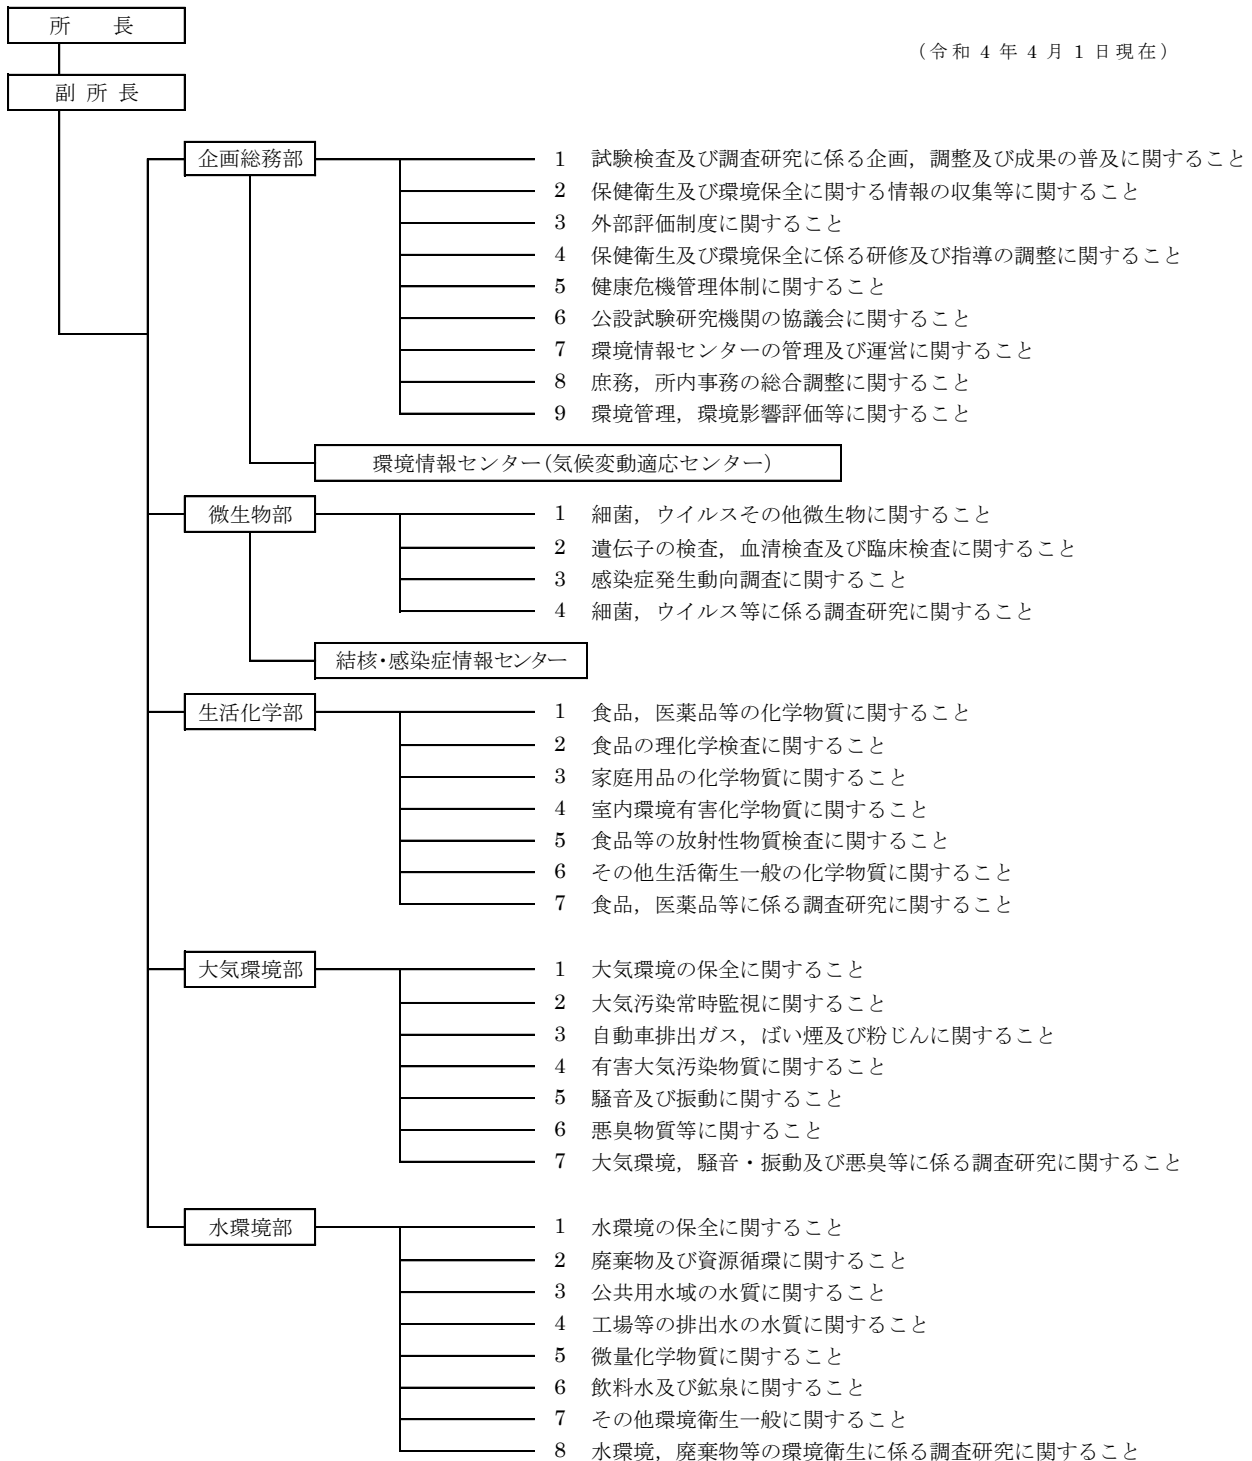 所　長
（令和4年4月1日現在）
副所長
企画総務部
1　試験検査及び調査研究に係る企画，調整及び成果の普及に関すること
2　保健衛生及び環境保全に関する情報の収集等に関すること
3　外部評価制度に関すること
4　保健衛生及び環境保全に係る研修及び指導の調整に関すること
5　健康危機管理体制に関すること
6　公設試験研究機関の協議会に関すること
7　環境情報センターの管理及び運営に関すること
8　庶務，所内事務の総合調整に関すること
9　環境管理，環境影響評価等に関すること
環境情報センター(気候変動適応センター)
微生物部
1　細菌，ウイルスその他微生物に関すること
2　遺伝子の検査，血清検査及び臨床検査に関すること
3　感染症発生動向調査に関すること
4　細菌，ウイルス等に係る調査研究に関すること
結核・感染症情報センター
生活化学部
1　食品，医薬品等の化学物質に関すること
2　食品の理化学検査に関すること
3　家庭用品の化学物質に関すること
4　室内環境有害化学物質に関すること
5　食品等の放射性物質検査に関すること
6　その他生活衛生一般の化学物質に関すること
7　食品，医薬品等に係る調査研究に関すること
大気環境部
1　大気環境の保全に関すること
2　大気汚染常時監視に関すること
3　自動車排出ガス，ばい煙及び粉じんに関すること
4　有害大気汚染物質に関すること
5　騒音及び振動に関すること
6　悪臭物質等に関すること
7　大気環境，騒音・振動及び悪臭等に係る調査研究に関すること
水環境部
1　水環境の保全に関すること
2　廃棄物及び資源循環に関すること
3　公共用水域の水質に関すること
4　工場等の排出水の水質に関すること
5　微量化学物質に関すること
6　飲料水及び鉱泉に関すること
7　その他環境衛生一般に関すること
8　水環境，廃棄物等の環境衛生に係る調査研究に関すること